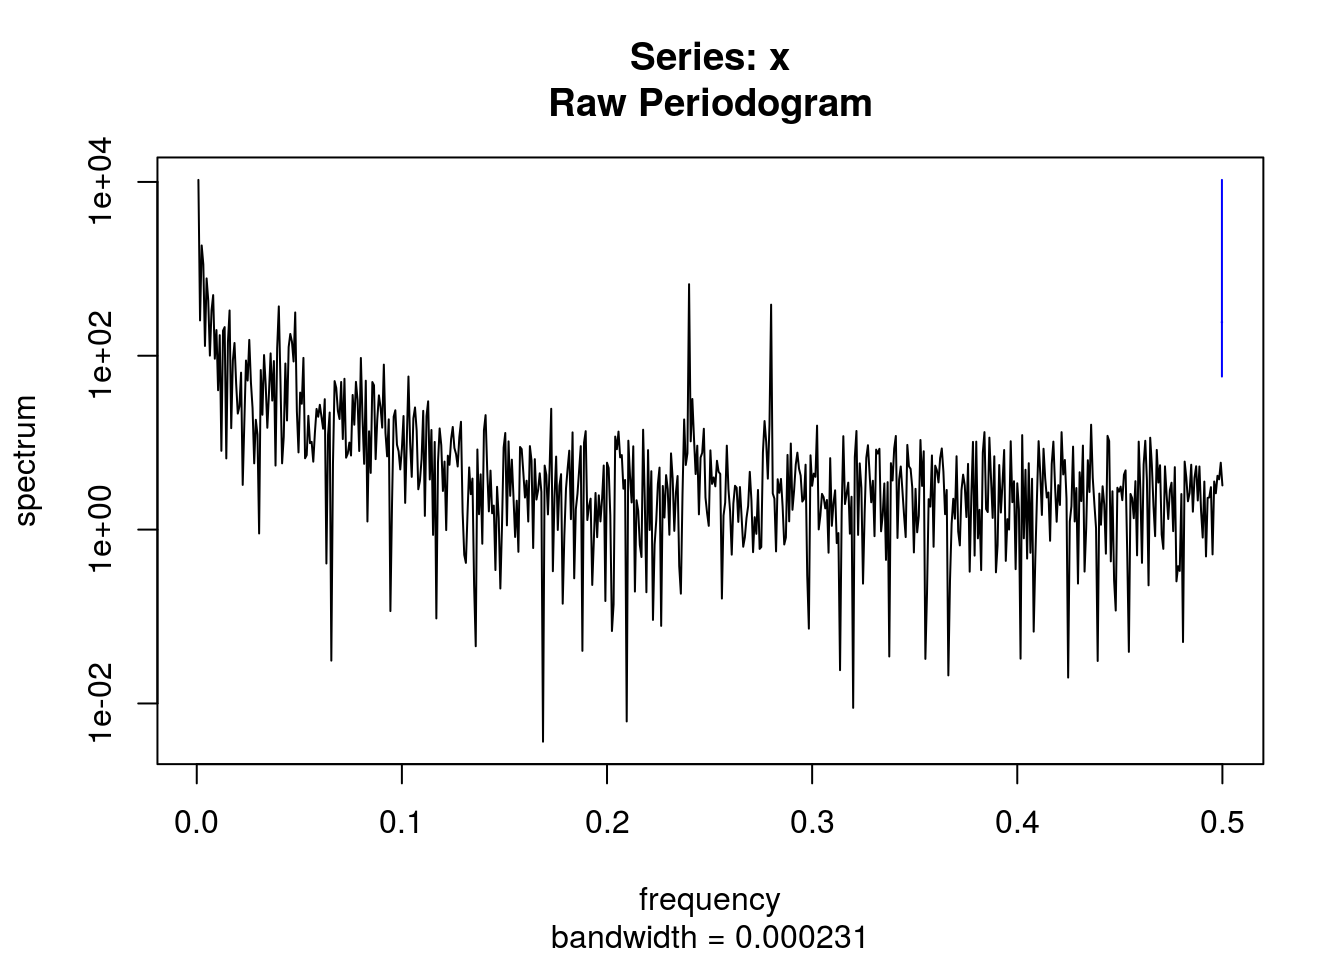 Series: x
Raw Periodogram
spectrum
1e+04
1e+02
1e+00
1e-02
0.0 0.1 0.2 0.3 0.4 0.5
frequency
bandwidth = 0.000231